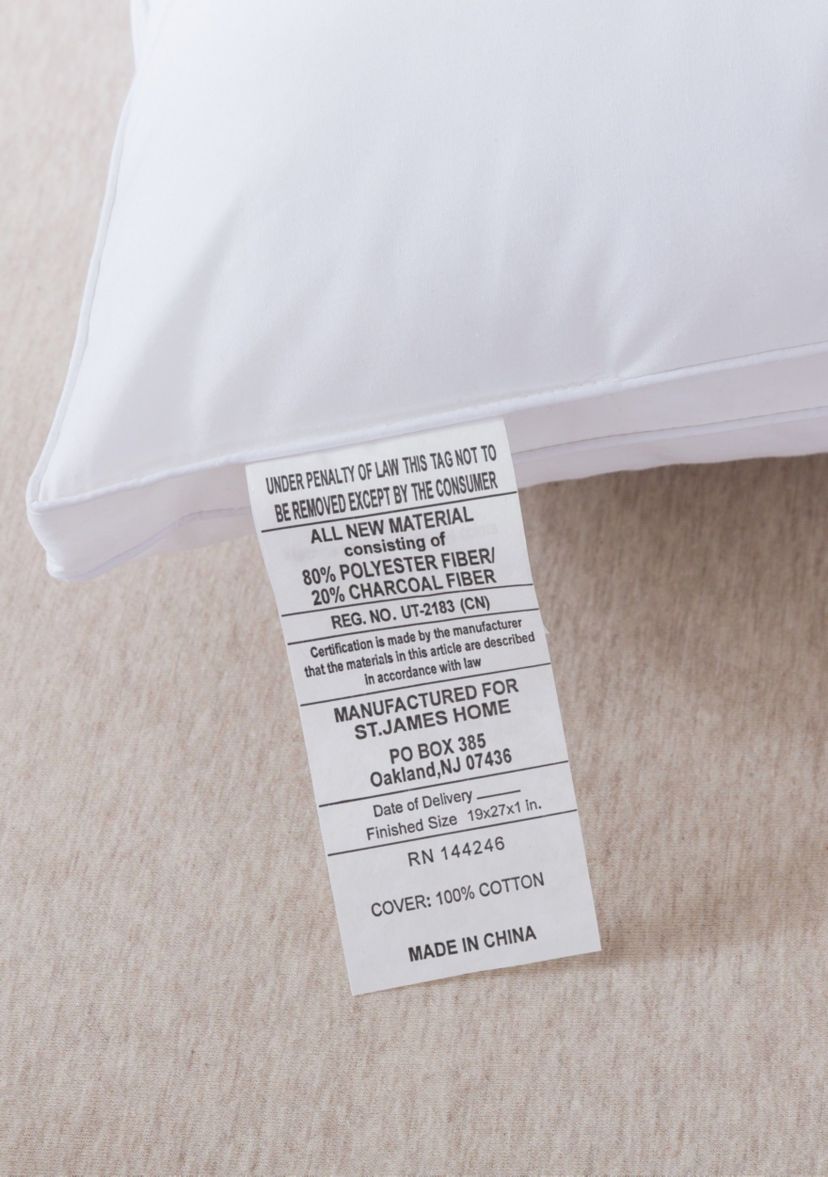 UNDER PENALTY OF LAW THIS TAG NOT TO
BE REMOVED EXCEPT BY THE CONSUMER
ALL NEW MATERIAL
consisting of
80% POLYESTER FIBER/
20% CHARCOAL FIBER
REG. NO. UT-2183 (CN)
Certification is made by the manufacturer
that the materials in this article are described
in accordance with law
MANUFACTURED FOR
ST.JAMES HOME
PO BOX 385
Oakland,NJ 07436
Date of Delivery ____
Finished Size 19x27x1 in.
RN 144246
COVER: 100% COTTON
MADE IN CHINA